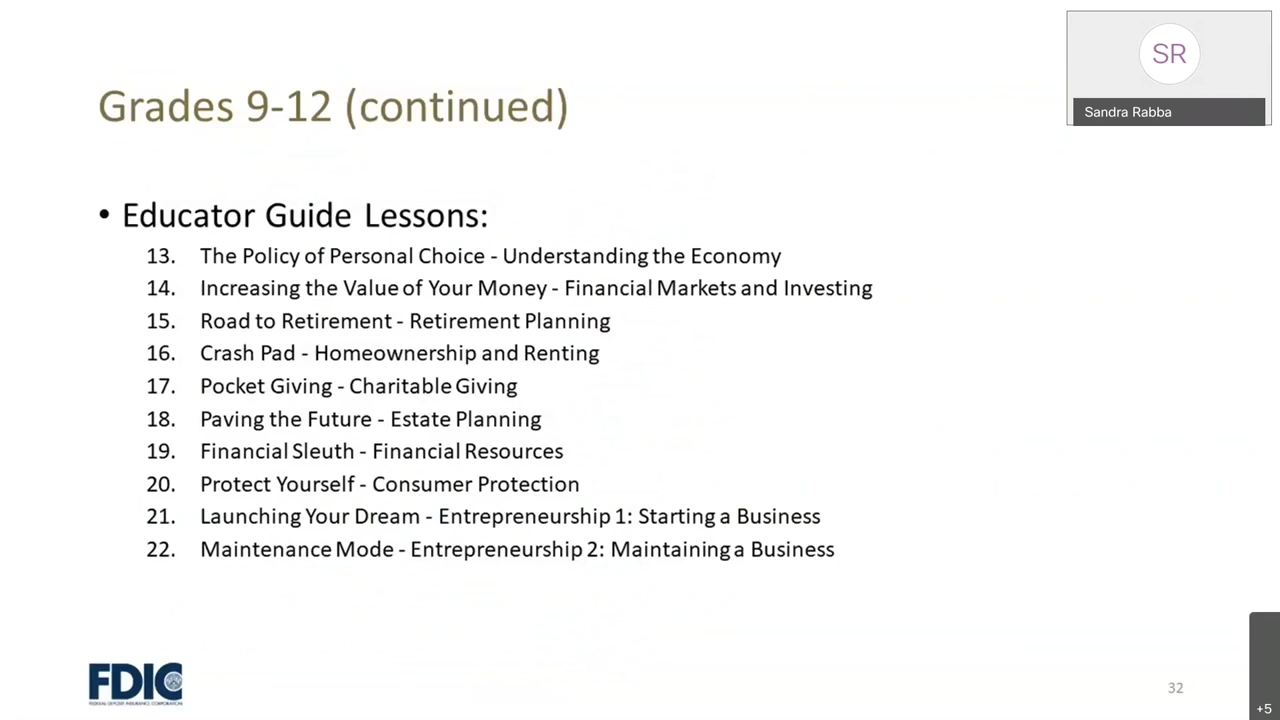 SR
Sandra Rabba
Grades 9-12 (continued)
• Educator Guide Lessons:
13. The Policy of Personal Choice - Understanding the Economy
14. Increasing the Value of Your Money - Financial Markets and Investing
15. Road to Retirement - Retirement Planning
16. Crash Pad - Homeownership and Renting
17. Pocket Giving - Charitable Giving
18. Paving the Future - Estate Planning
19. Financial Sleuth - Financial Resources
20. Protect Yourself - Consumer Protection
21. Launching Your Dream - Entrepreneurship 1: Starting a Business
22. Maintenance Mode - Entrepreneurship 2: Maintaining a Business
FDIC
FEDERAL DEPOSIT INSURANCE CORPORATION
32
+5